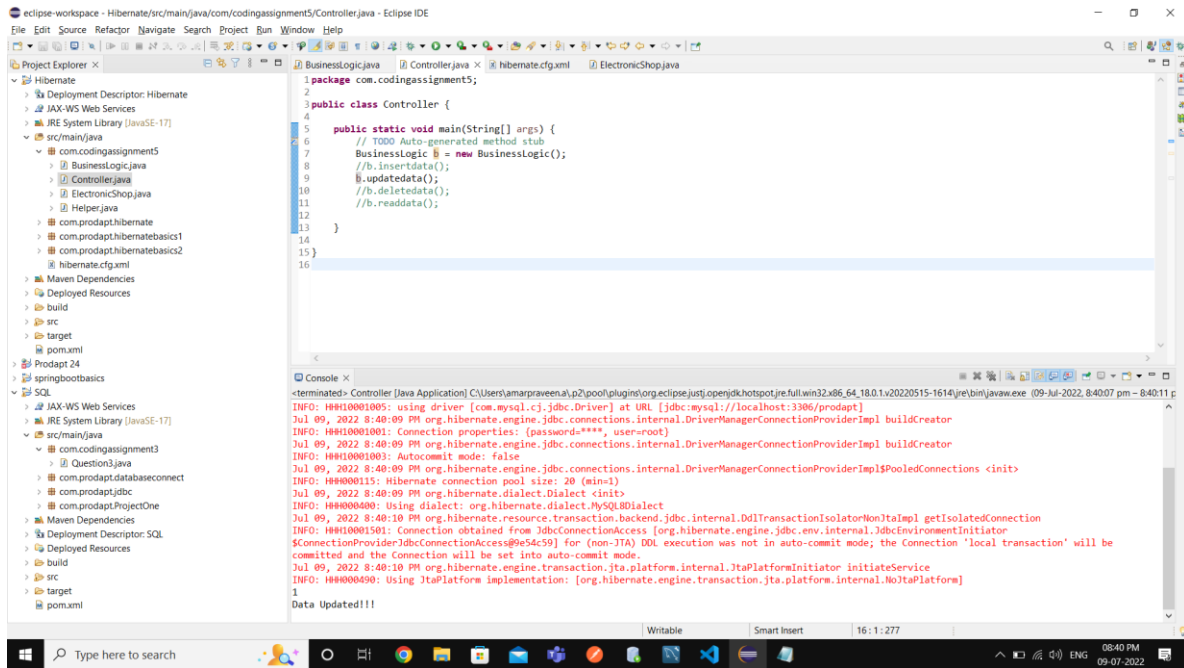 eclipse-workspace - Hibernate/src/main/java/com/codingassignment5/Controller.java - Eclipse IDE
File Edit Source Refactor Navigate Search Project Run Window Help
Project Explorer
Hibernate
Deployment Descriptor: Hibernate
JAX-WS Web Services
JRE System Library [JavaSE-17]
src/main/java
com.codingassignment5
BusinessLogic.java
Controller.java
ElectronicShop.java
Helper.java
com.prodapt.hibernate
com.prodapt.hibernatebasics1
com.prodapt.hibernatebasics2
hibernate.cfg.xml
Maven Dependencies
Deployed Resources
build
src
target
pom.xml
Prodapt 24
springbootbasics
SQL
JAX-WS Web Services
JRE System Library [JavaSE-17]
src/main/java
com.codingassignment3
Question3.java
com.prodapt.databaseconnect
com.prodapt.jdbc
com.prodapt.ProjectOne
Maven Dependencies
Deployment Descriptor: SQL
Deployed Resources
build
src
target
pom.xml
BusinessLogic.java Controller.java hibernate.cfg.xml ElectronicShop.java
1 package com.codingassignment5;
2
3 public class Controller {
4
5 public static void main(String[] args) {
6 // TODO Auto-generated method stub
7 BusinessLogic b = new BusinessLogic();
8 //b.insertdata();
9 b.updatedata();
10 //b.deletedata();
11 //b.readdata();
12
13 }
14
15 }
16
Console
<terminated> Controller [Java Application] C:\Users\amarpraveen.a\.p2\pool\plugins\org.eclipse.justj.openjdk.hotspot.jre.full.win32.x86_64_18.0.1.v20220515-1614\jre\bin\javaw.exe (09-Jul-2022, 8:40:07 pm – 8:40:11 p
INFO: HHH10001005: using driver [com.mysql.cj.jdbc.Driver] at URL [jdbc:mysql://localhost:3306/prodapt]
Jul 09, 2022 8:40:09 PM org.hibernate.engine.jdbc.connections.internal.DriverManagerConnectionProviderImpl buildCreator
INFO: HHH10001001: Connection properties: {password=****, user=root}
Jul 09, 2022 8:40:09 PM org.hibernate.engine.jdbc.connections.internal.DriverManagerConnectionProviderImpl buildCreator
INFO: HHH10001003: Autocommit mode: false
Jul 09, 2022 8:40:09 PM org.hibernate.engine.jdbc.connections.internal.DriverManagerConnectionProviderImpl$PooledConnections <init>
INFO: HHH000115: Hibernate connection pool size: 20 (min=1)
Jul 09, 2022 8:40:09 PM org.hibernate.dialect.Dialect <init>
INFO: HHH000400: Using dialect: org.hibernate.dialect.MySQL8Dialect
Jul 09, 2022 8:40:10 PM org.hibernate.resource.transaction.backend.jdbc.internal.DdlTransactionIsolatorNonJtaImpl getIsolatedConnection
INFO: HHH10001501: Connection obtained from JdbcConnectionAccess [org.hibernate.engine.jdbc.env.internal.JdbcEnvironmentInitiator
$ConnectionProviderJdbcConnectionAccess@9e54c59] for (non-JTA) DDL execution was not in auto-commit mode; the Connection 'local transaction' will be
committed and the Connection will be set into auto-commit mode.
Jul 09, 2022 8:40:10 PM org.hibernate.engine.transaction.jta.platform.internal.JtaPlatformInitiator initiateService
INFO: HHH000490: Using JtaPlatform implementation: [org.hibernate.engine.transaction.jta.platform.internal.NoJtaPlatform]
1
Data Updated!!!
Writable Smart Insert 16 : 1 : 277
Type here to search
ENG 08:40 PM
09-07-2022